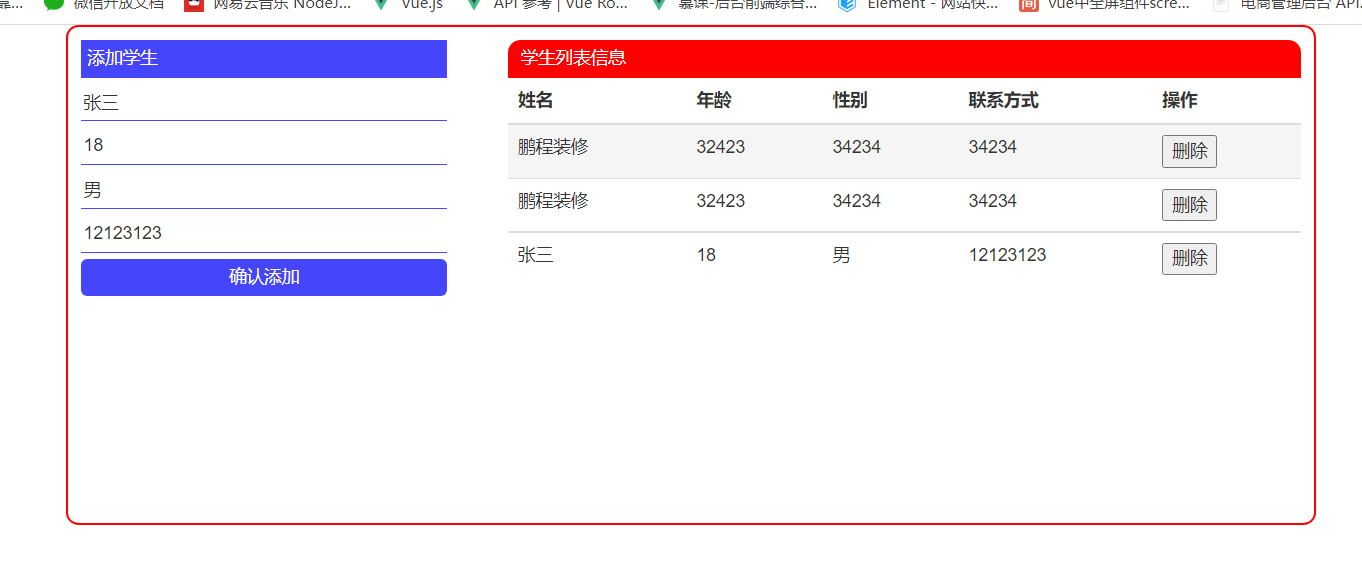 靠... 微信开放文档 网易云音乐 NodeJ... Vue.js API 参考 | Vue Ro... 慕课-后台前端综合... Element - 网站快... vue中全屏组件scre... 电商管理后台 API.
添加学生
张三
18
男
12123123
确认添加
学生列表信息
姓名 年龄 性别 联系方式 操作
鹏程装修 32423 34234 34234 删除
鹏程装修 32423 34234 34234 删除
张三 18 男 12123123 删除